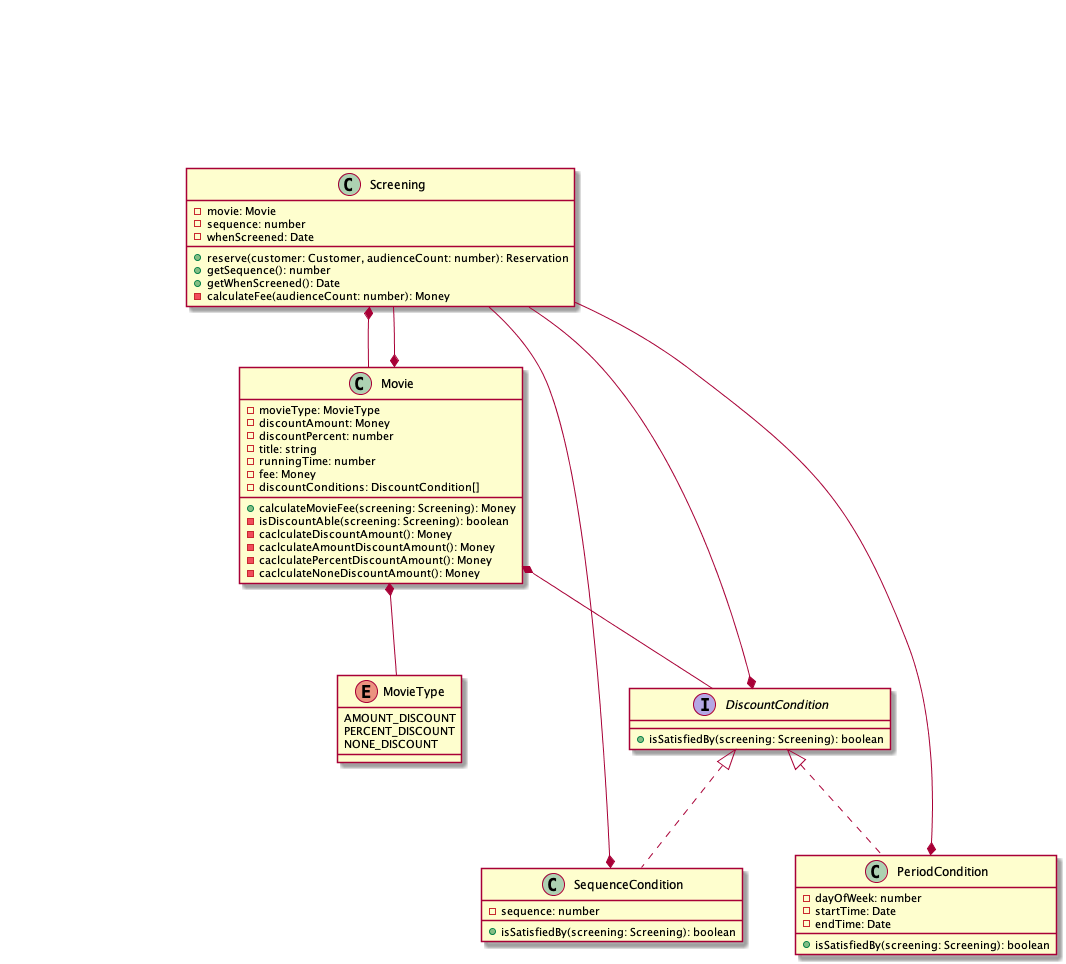 C Screening
movie: Movie
sequence: number
whenScreened: Date
reserve(customer: Customer, audienceCount: number): Reservation
getSequence(): number
getWhenScreened(): Date
calculateFee(audienceCount: number): Money
C Movie
movieType: MovieType
discountAmount: Money
discountPercent: number
title: string
runningTime: number
fee: Money
discountConditions: DiscountCondition[]
calculateMovieFee(screening: Screening): Money
isDiscountAble(screening: Screening): boolean
caclculateDiscountAmount(): Money
caclculateAmountDiscountAmount(): Money
caclculatePercentDiscountAmount(): Money
caclculateNoneDiscountAmount(): Money
E MovieType
AMOUNT_DISCOUNT
PERCENT_DISCOUNT
NONE_DISCOUNT
I DiscountCondition
isSatisfiedBy(screening: Screening): boolean
C SequenceCondition
sequence: number
isSatisfiedBy(screening: Screening): boolean
C PeriodCondition
dayOfWeek: number
startTime: Date
endTime: Date
isSatisfiedBy(screening: Screening): boolean